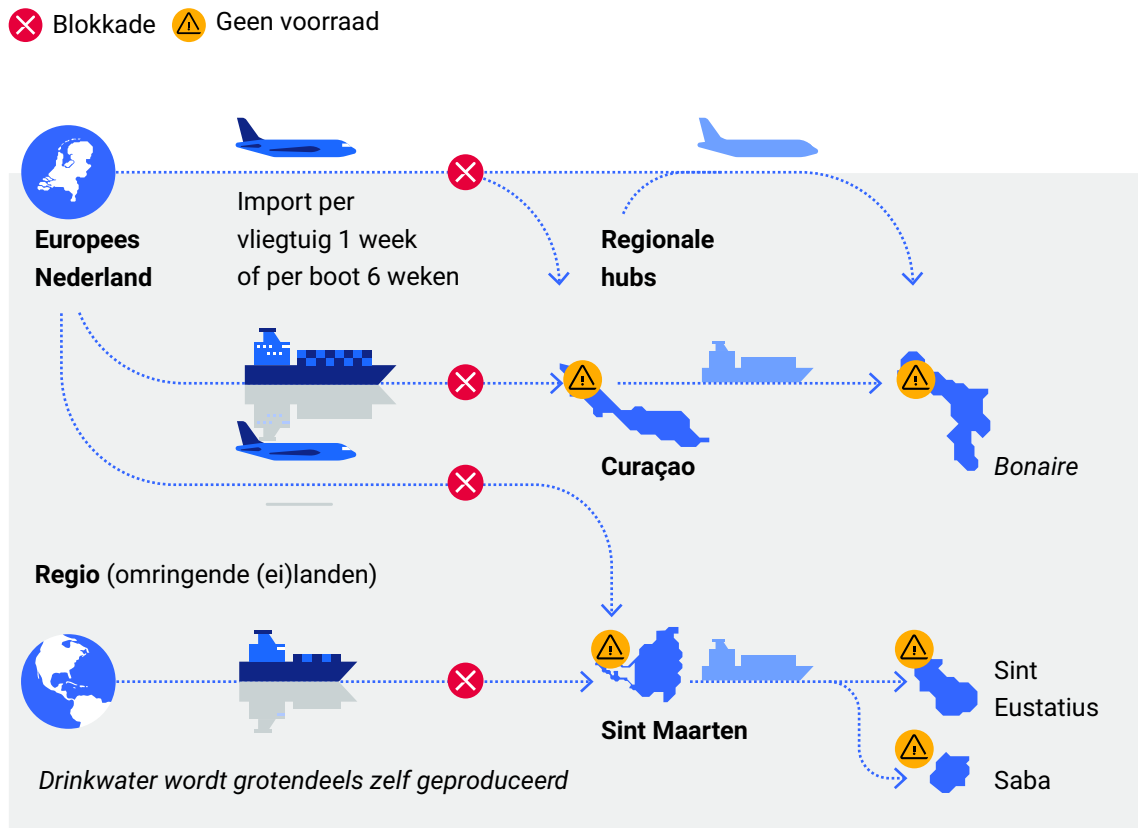 Blokkade
Geen voorraad
Europees
Nederland
Import per
vliegtuig 1 week
of per boot 6 weken
Regionale
hubs
Curaçao
Bonaire
Regio (omringende (ei)landen)
Sint Maarten
Sint
Eustatius
Saba
Drinkwater wordt grotendeels zelf geproduceerd